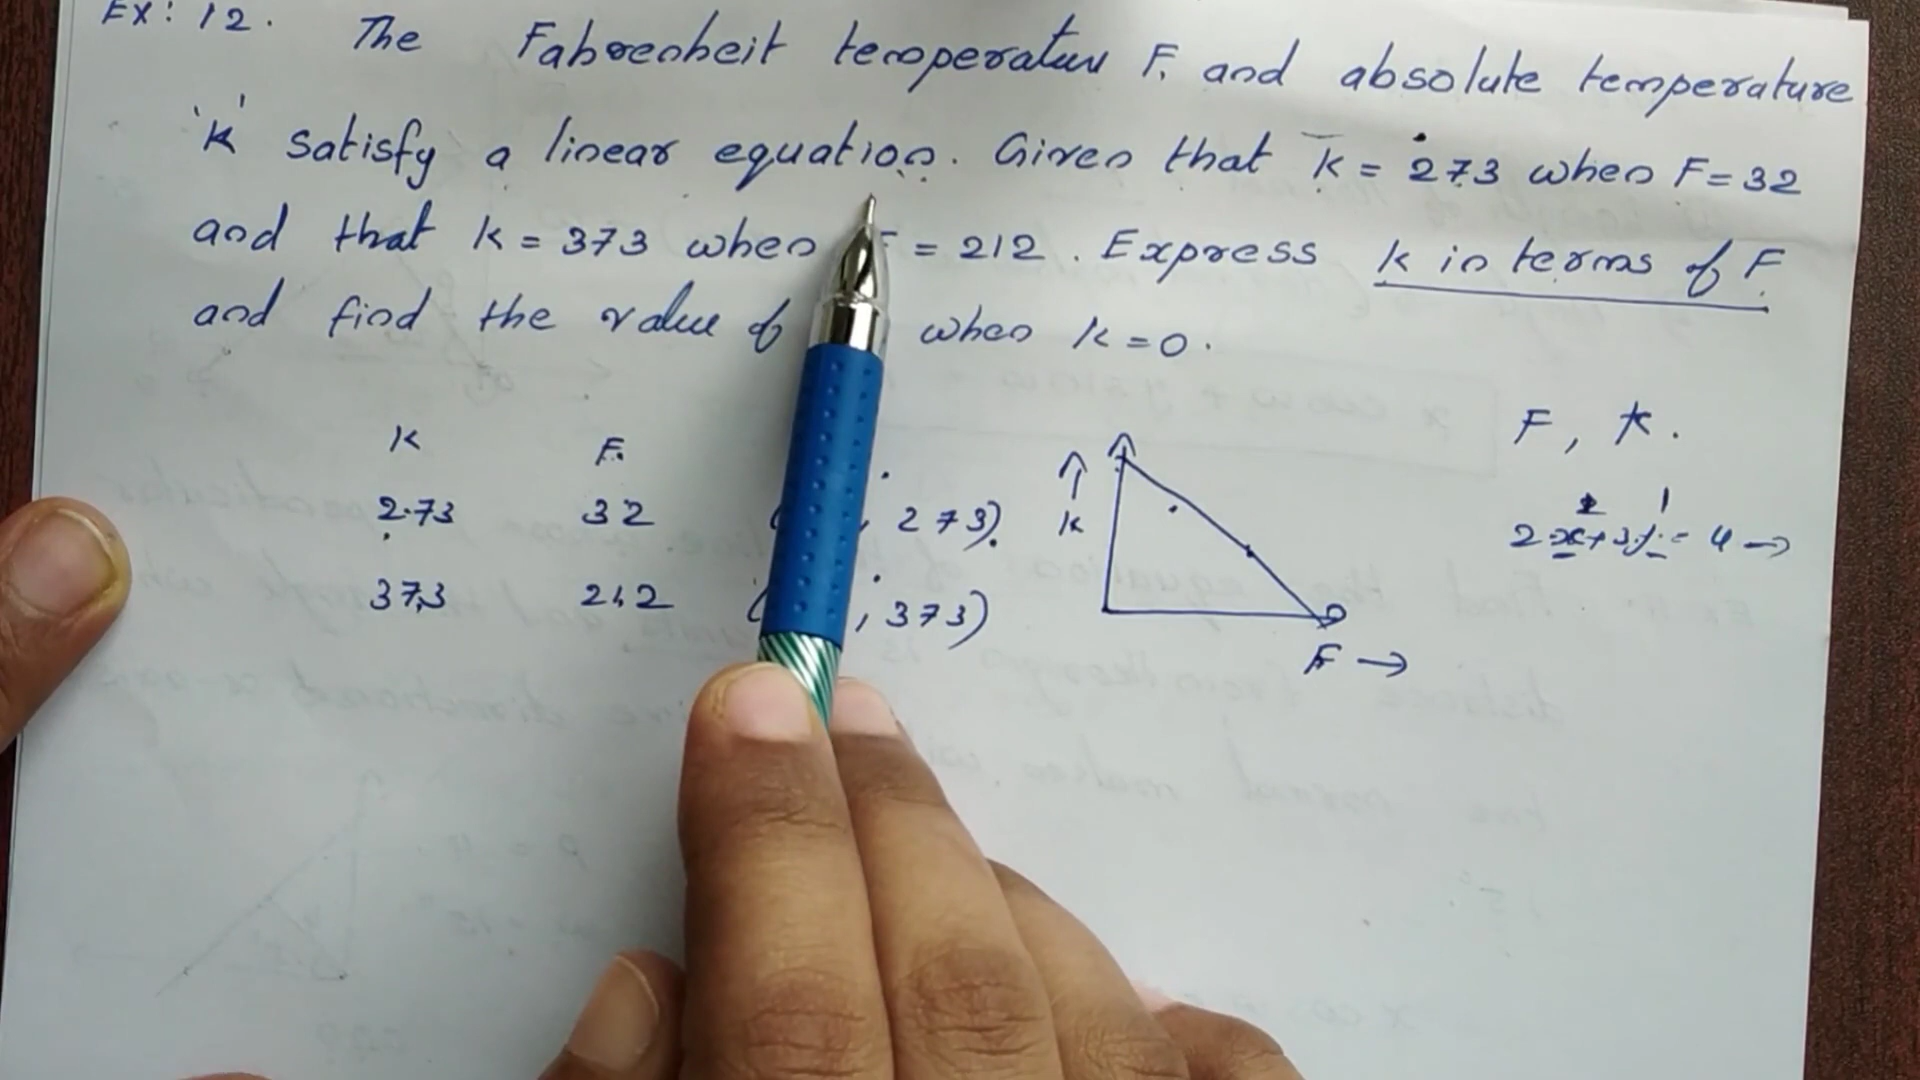 Ex: 12. The Fahrenheit temperature F, and absolute temperature
'K' satisfy a linear equation. Given that K = 273 when F = 32
and that K = 373 when = 212. Express K in terms of F
and find the value of when K = 0.
K F.
273 32 , 273).
373 212 ( , 373)
K
F →
F, K.
2x+3y = 4 →